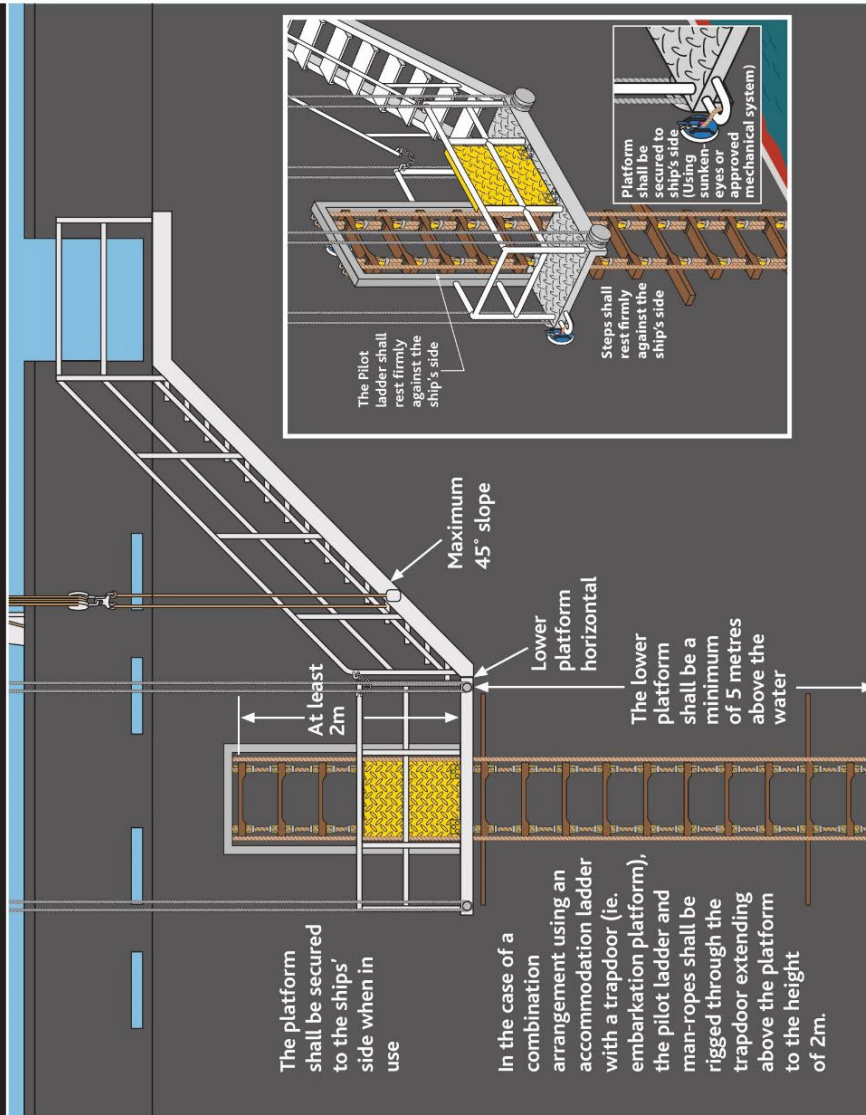 The platform
shall be secured
to the ships'
side when in
use
In the case of a
combination
arrangement using an
accommodation ladder
with a trapdoor (ie.
embarkation platform),
the pilot ladder and
man-ropes shall be
rigged through the
trapdoor extending
above the platform
to the height
of 2m.
At least
2m
Maximum
45° slope
Lower
platform
horizontal
The lower
platform
shall be a
minimum
of 5 metres
above the
water
The Pilot
ladder shall
rest firmly
against the
ship's side
Steps shall
rest firmly
against the
ship's side
Platform
shall be
secured to
ship's side
(Using
sunken-
eyes or
approved
mechanical system)